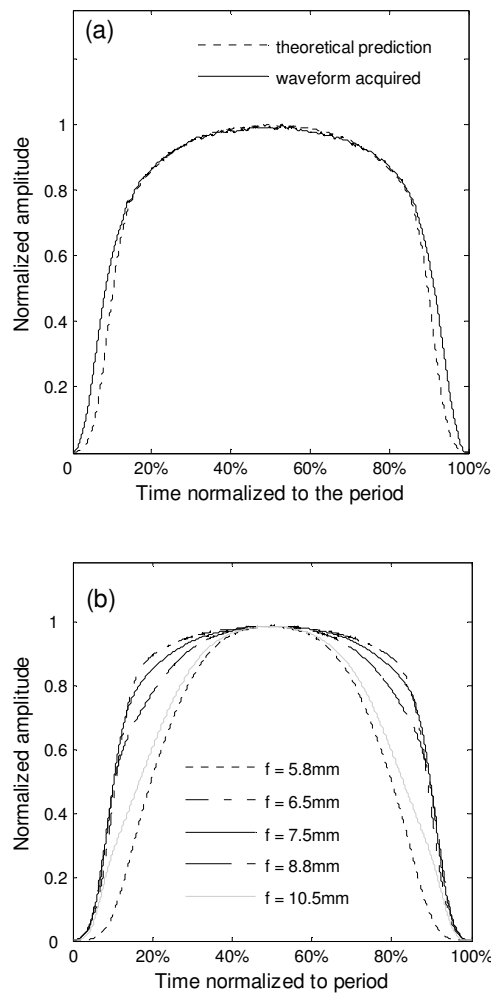 (a)
theoretical prediction
waveform acquired
Normalized amplitude
1
0.8
0.6
0.4
0.2
0 20% 40% 60% 80% 100%
Time normalized to the period
(b)
Normalized amplitude
1
0.8
0.6
0.4
0.2
0
f = 5.8mm
f = 6.5mm
f = 7.5mm
f = 8.8mm
f = 10.5mm
0 20% 40% 60% 80% 100%
Time normalized to period